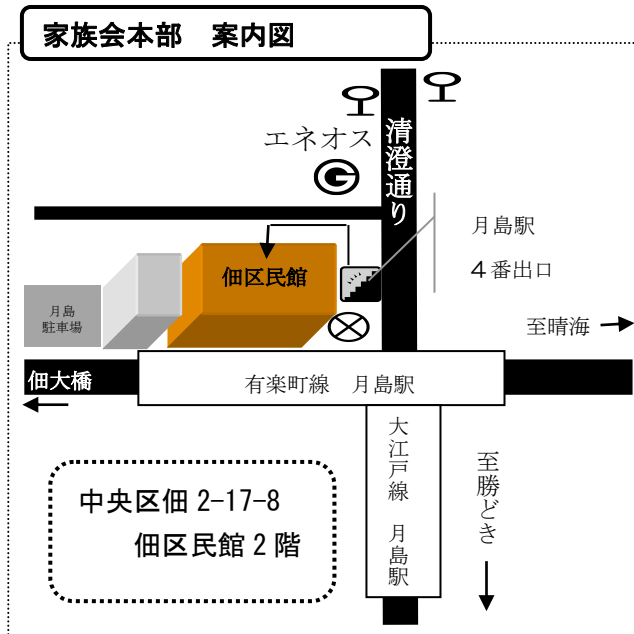 家族会本部　案内図
エネオス
清澄通り
月島駅
４番出口
佃区民館
月島
駐車場
至晴海
佃大橋
有楽町線　月島駅
大江戸線　月島駅
至勝どき
中央区佃 2-17-8
佃区民館 2 階